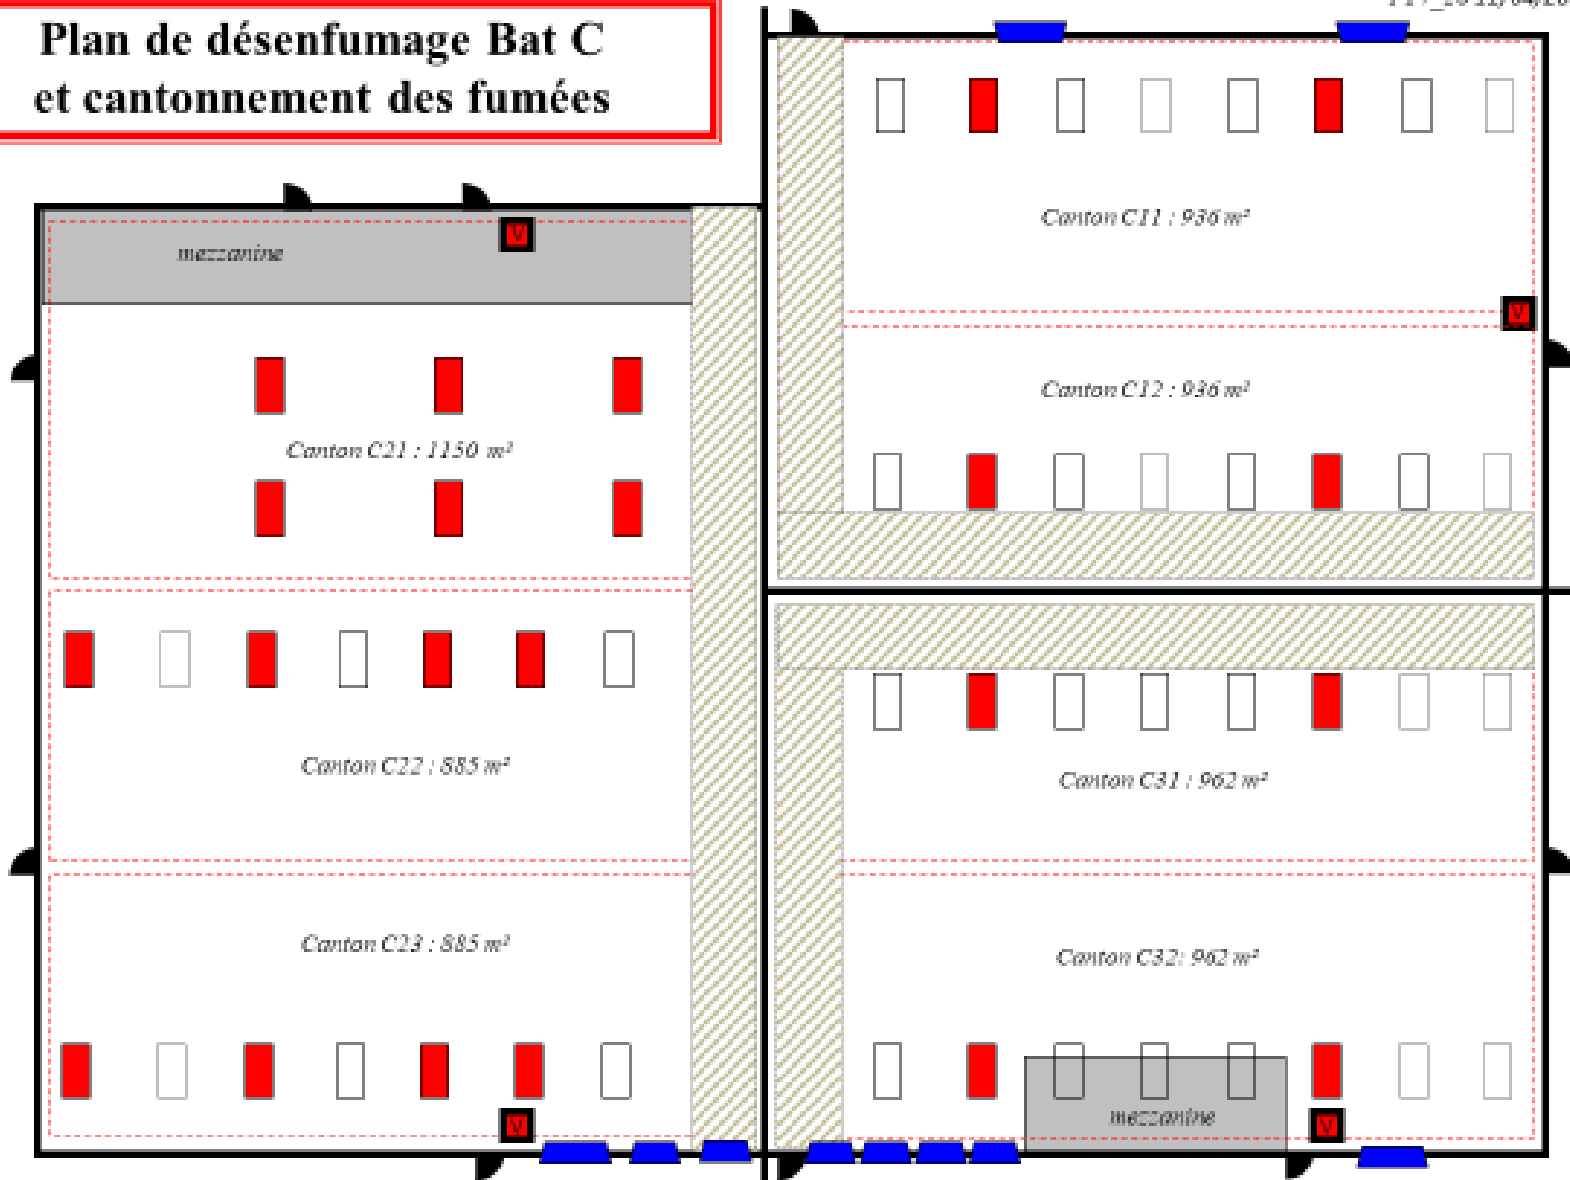 Plan de désenfumage Bat C
et cantonnement des fumées
mezzanine
V
Canton C11 : 936 m²
V
Canton C12 : 936 m²
Canton C21 : 1150 m²
Canton C22 : 885 m²
Canton C31 : 962 m²
Canton C23 : 885 m²
Canton C32: 962 m²
mezzanine
V
V